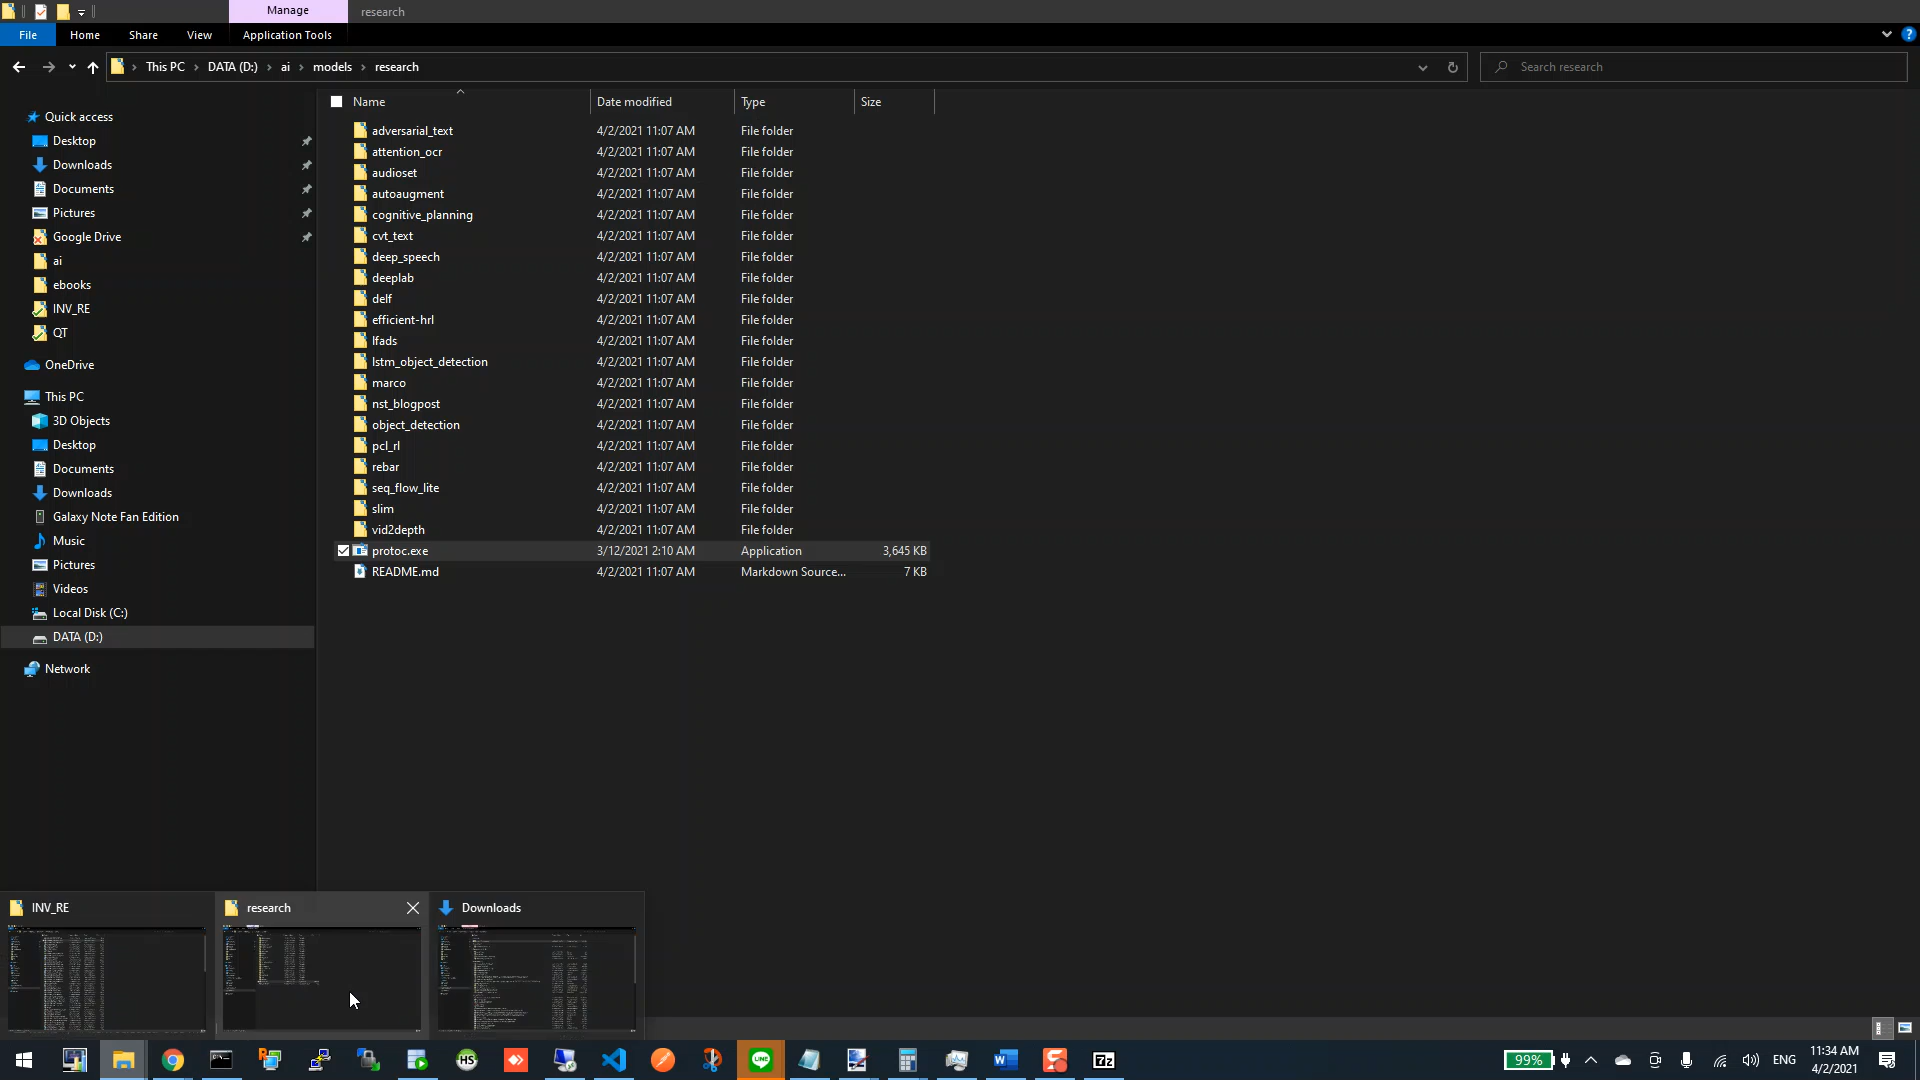 Manage
research
File
Home
Share
View
Application Tools
This PC
DATA (D:)
ai
models
research
Search research
Name
Date modified
Type
Size
Quick access
Desktop
Downloads
Documents
Pictures
Google Drive
ai
ebooks
INV_RE
QT
OneDrive
This PC
3D Objects
Desktop
Documents
Downloads
Galaxy Note Fan Edition
Music
Pictures
Videos
Local Disk (C:)
DATA (D:)
Network
adversarial_text 4/2/2021 11:07 AM File folder
attention_ocr 4/2/2021 11:07 AM File folder
audioset 4/2/2021 11:07 AM File folder
autoaugment 4/2/2021 11:07 AM File folder
cognitive_planning 4/2/2021 11:07 AM File folder
cvt_text 4/2/2021 11:07 AM File folder
deep_speech 4/2/2021 11:07 AM File folder
deeplab 4/2/2021 11:07 AM File folder
delf 4/2/2021 11:07 AM File folder
efficient-hrl 4/2/2021 11:07 AM File folder
lfads 4/2/2021 11:07 AM File folder
lstm_object_detection 4/2/2021 11:07 AM File folder
marco 4/2/2021 11:07 AM File folder
nst_blogpost 4/2/2021 11:07 AM File folder
object_detection 4/2/2021 11:07 AM File folder
pcl_rl 4/2/2021 11:07 AM File folder
rebar 4/2/2021 11:07 AM File folder
seq_flow_lite 4/2/2021 11:07 AM File folder
slim 4/2/2021 11:07 AM File folder
vid2depth 4/2/2021 11:07 AM File folder
protoc.exe 3/12/2021 2:10 AM Application 3,645 KB
README.md 4/2/2021 11:07 AM Markdown Source... 7 KB
INV_RE
research
Downloads
HS
LINE
7z
99%
ENG
11:34 AM
4/2/2021